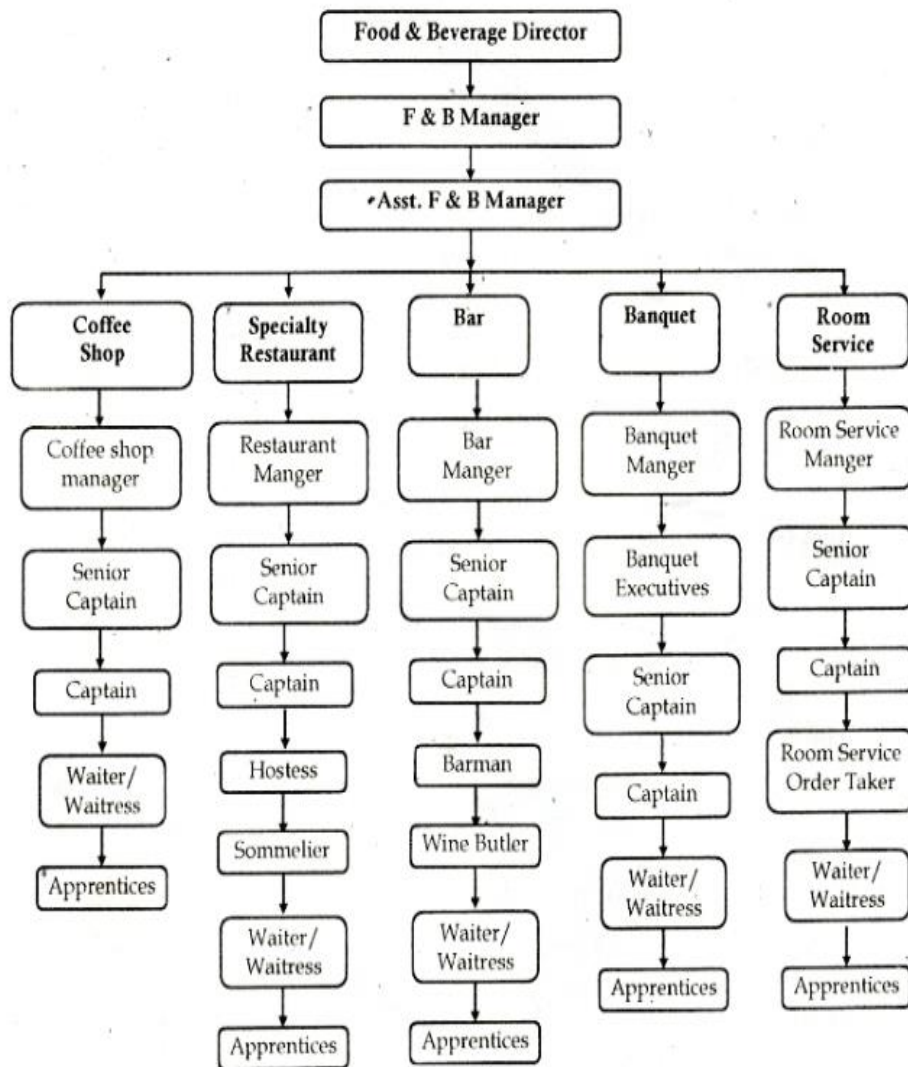 Food & Beverage Director
F & B Manager
Asst. F & B Manager
Coffee
Shop
Specialty
Restaurant
Bar
Banquet
Room
Service
Coffee shop
manager
Restaurant
Manger
Bar
Manger
Banquet
Manger
Room Service
Manger
Senior
Captain
Senior
Captain
Senior
Captain
Banquet
Executives
Senior
Captain
Captain
Captain
Captain
Senior
Captain
Captain
Waiter/
Waitress
Hostess
Barman
Captain
Room Service
Order Taker
Apprentices
Sommelier
Wine Butler
Waiter/
Waitress
Waiter/
Waitress
Waiter/
Waitress
Waiter/
Waitress
Apprentices
Apprentices
Apprentices
Apprentices